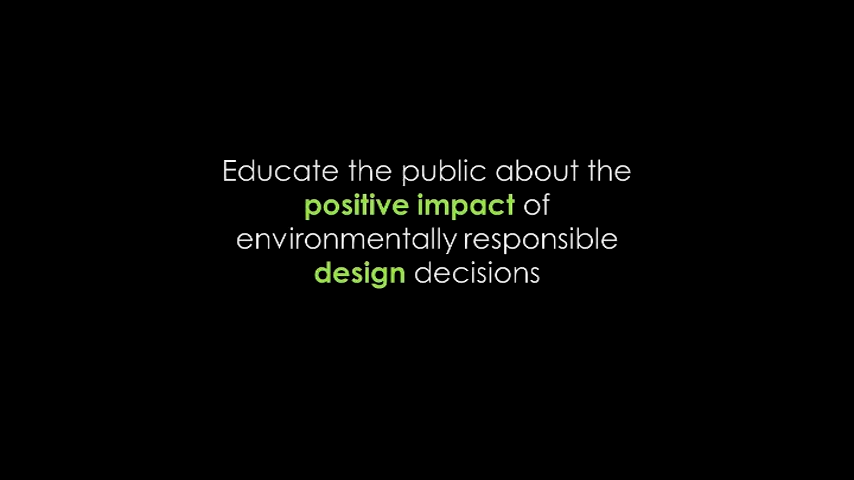 Educate the public about the
positive impact of
environmentally responsible
design decisions